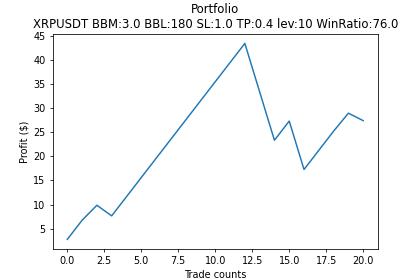 Portfolio
XRPUSDT BBM:3.0 BBL:180 SL:1.0 TP:0.4 lev:10 WinRatio:76.0
45
40
35
30
25
20
15
10
5
Profit ($)
0.0 2.5 5.0 7.5 10.0 12.5 15.0 17.5 20.0
Trade counts